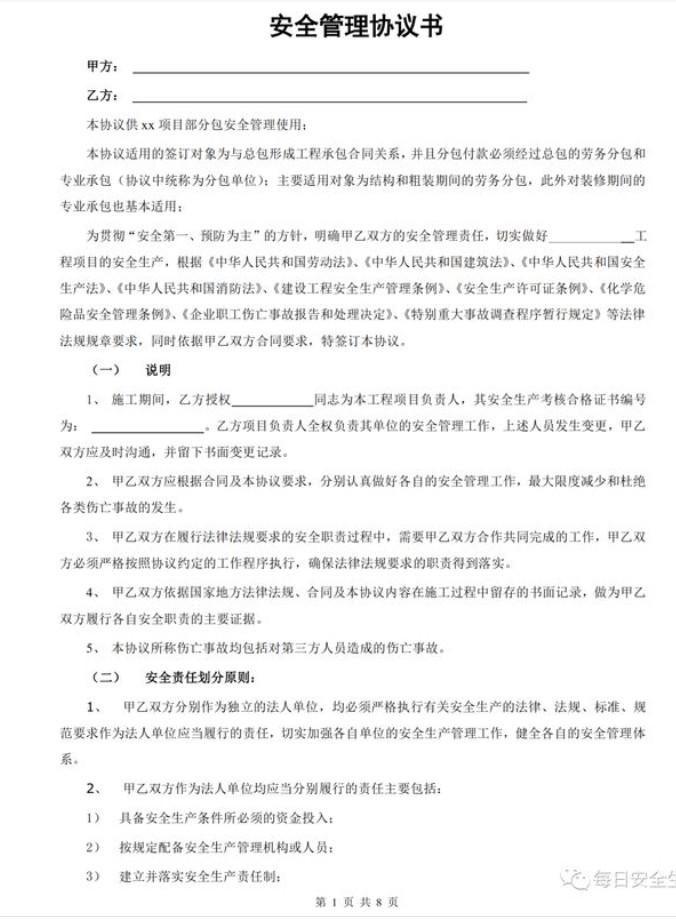 安全管理协议书
甲方：
乙方：
本协议供 xx 项目部分包安全管理使用；
本协议适用的签订对象为与总包形成工程承包合同关系，并且分包付款必须经过总包的劳务分包和
专业承包（协议中统称为分包单位）；主要适用对象为结构和粗装期间的劳务分包，此外对装修期间的
专业承包也基本适用；
为贯彻“安全第一、预防为主”的方针，明确甲乙双方的安全管理责任，切实做好____________工
程项目的安全生产，根据《中华人民共和国劳动法》、《中华人民共和国建筑法》、《中华人民共和国安全
生产法》、《中华人民共和国消防法》、《建设工程安全生产管理条例》、《安全生产许可证条例》、《化学危
险品安全管理条例》、《企业职工伤亡事故报告和处理决定》、《特别重大事故调查程序暂行规定》等法律
法规规章要求，同时依据甲乙双方合同要求，特签订本协议。
（一） 说明
1、 施工期间，乙方授权____________同志为本工程项目负责人，其安全生产考核合格证书编号
为：________________。乙方项目负责人全权负责其单位的安全管理工作，上述人员发生变更，甲乙
双方应及时沟通，并留下书面变更记录。
2、 甲乙双方应根据合同及本协议要求，分别认真做好各自的安全管理工作，最大限度减少和杜绝
各类伤亡事故的发生。
3、 甲乙双方在履行法律法规要求的安全职责过程中，需要甲乙双方合作共同完成的工作，甲乙双
方必须严格按照协议约定的工作程序执行，确保法律法规要求的职责得到落实。
4、 甲乙双方依据国家地方法律法规、合同及本协议内容在施工过程中留存的书面记录，做为甲乙
双方履行各自安全职责的主要证据。
5、 本协议所称伤亡事故均包括对第三方人员造成的伤亡事故。
（二） 安全责任划分原则：
1、 甲乙双方分别作为独立的法人单位，均必须严格执行有关安全生产的法律、法规、标准、规
范要求作为法人单位应当履行的责任，切实加强各自单位的安全生产管理工作，健全各自的安全管理体
系。
2、 甲乙双方作为法人单位均应当分别履行的责任主要包括：
1） 具备安全生产条件所必须的资金投入；
2） 按规定配备安全生产管理机构或人员；
3） 建立并落实安全生产责任制；
每日安全生
第 1 页 共 8 页